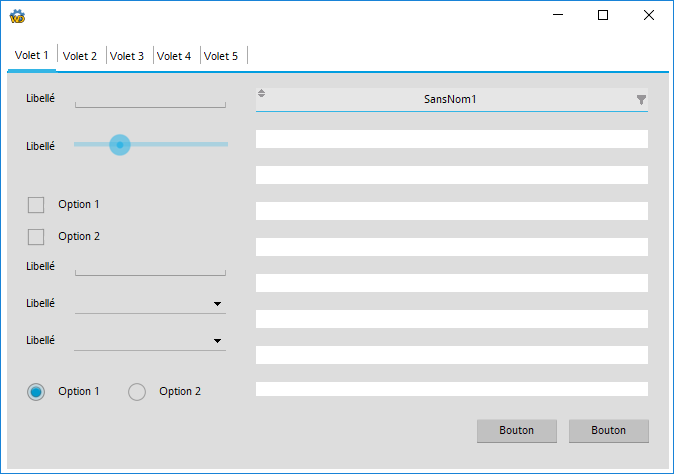 Volet 1 Volet 2 Volet 3 Volet 4 Volet 5
Libellé
SansNom1
Libellé
Option 1
Option 2
Libellé
Libellé
Libellé
Option 1 Option 2
Bouton Bouton